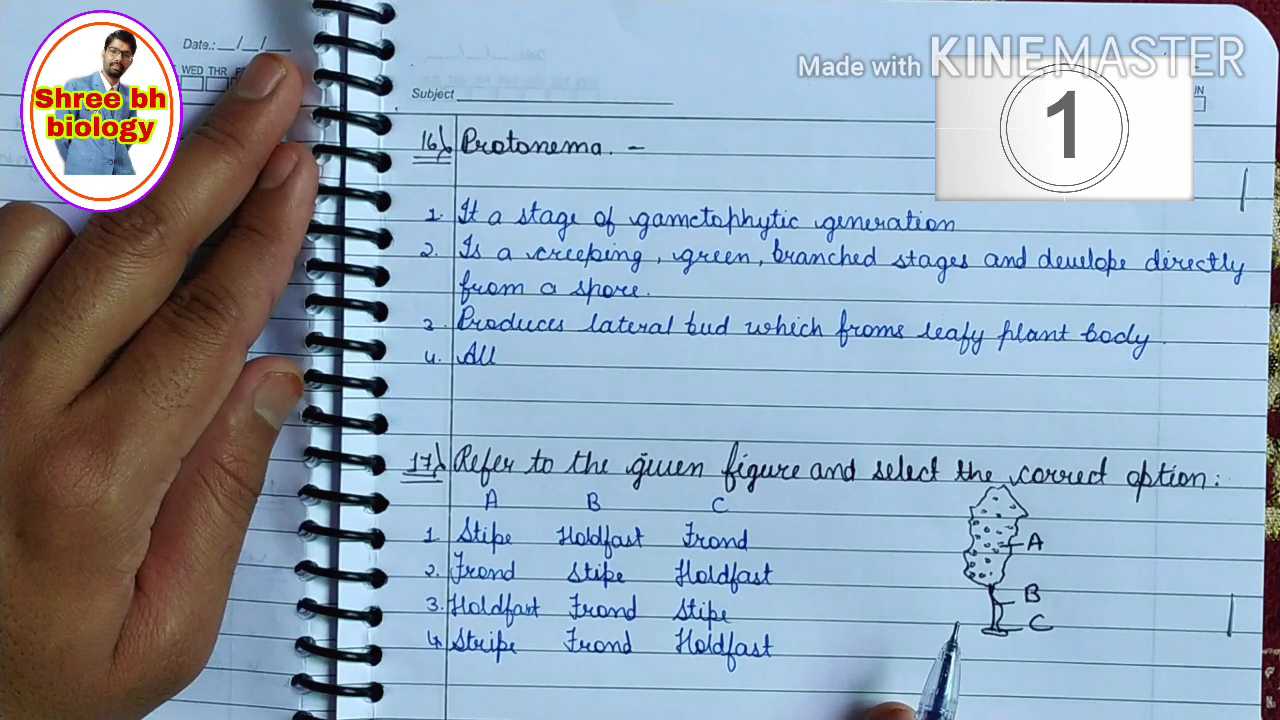 Shree bh
biology
Date.:__/__/__
WED THR
Made with KINEMASTER
1
Subject
16) Protonema. -
1. It a stage of gametophytic generation
2. Is a creeping, green, branched stages and develope directly
from a spore.
3. Produces lateral bud which froms leafy plant body.
4. All
17) Refer to the given figure and select the correct option:
A B C
1. Stipe Holdfast Frond
2. Frond Stipe Holdfast
3. Holdfast Frond Stipe
4. Stripe Frond Holdfast
A
B
C